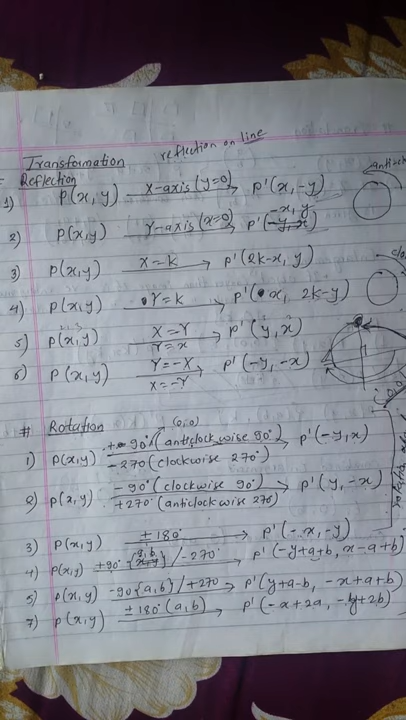 reflection on line
Transformation
Reflection
1) P(x, y) X-axis (y=0) → P'(x, -y)
2) P(x, y) Y-axis (x=0) → P'(-x, y)
3) P(x, y) X=k → P'(2k-x, y)
4) P(x, y) Y=k → P'(x, 2k-y)
5) P(x, y) X=Y Y=x → P'(y, x)
6) P(x, y) Y=-X X=-Y → P'(-y, -x)
# Rotation (0,0)
1) P(x,y) +90° (anticlockwise 90°) -270 (clockwise 270°) → P'(-y, x)
2) P(x, y) -90° (clockwise 90°) +270° (anticlockwise 270) → P'(y, -x)
3) P(x, y) ±180° → P'(-x, -y)
4) P(x, y) +90° (a,b) /-270° → P'(-y+a+b, x-a+b)
5) P(x, y) -90 (a,b) /+270 → P'(y+a-b, -x+a+b)
7) P(x, y) ±180° (a, b) → P'(-x+2a, -y+2b)